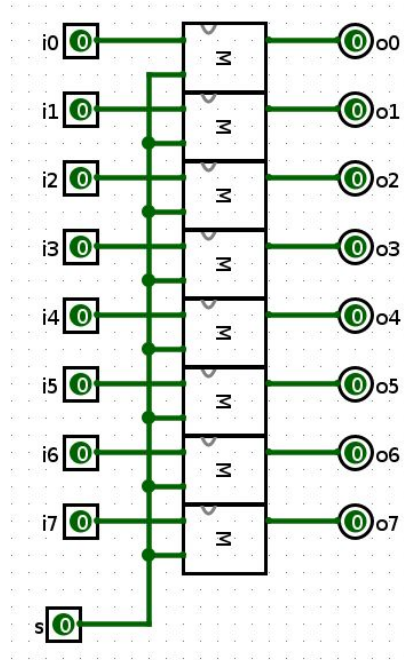 i0 0 M 0 o0
i1 0 M 0 o1
i2 0 M 0 o2
i3 0 M 0 o3
i4 0 M 0 o4
i5 0 M 0 o5
i6 0 M 0 o6
i7 0 M 0 o7
s 0